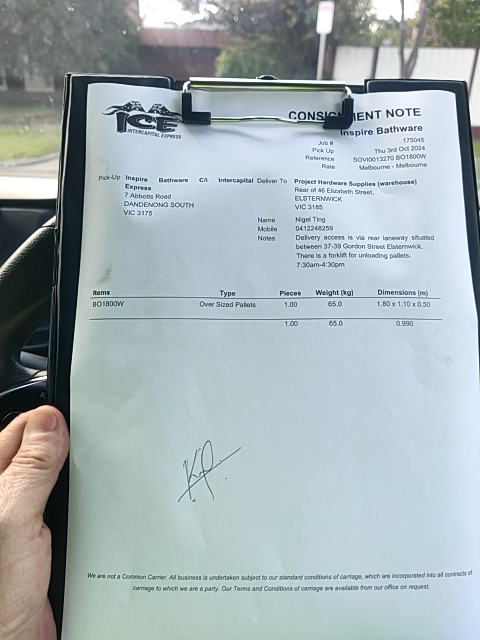 ICE
INTERCAPITAL EXPRESS
CONSIGNMENT NOTE
Inspire Bathware
Job # 175045
Pick Up Thu 3rd Oct 2024
Reference SOVI0013270 BO1800W
Rate Melbourne - Melbourne
Pick-Up Inspire Bathware C/I Intercapital
Express
7 Abbotts Road
DANDENONG SOUTH
VIC 3175
Deliver To Project Hardware Supplies (warehouse)
Rear of 46 Elizabeth Street,
ELSTERNWICK
VIC 3185
Name Nigel Ting
Mobile 0412248259
Notes Delivery access is via rear laneway situated
between 37-39 Gordon Street Elsternwick.
There is a forklift for unloading pallets.
7:30am-4:30pm
Items Type Pieces Weight (kg) Dimensions (m)
BO1800W Over Sized Pallets 1.00 65.0 1.80 x 1.10 x 0.50
1.00 65.0 0.990
We are not a Common Carrier. All business is undertaken subject to our standard conditions of carriage, which are incorporated into all contracts of
carriage to which we are a party. Our Terms and Conditions of carriage are available from our office on request.